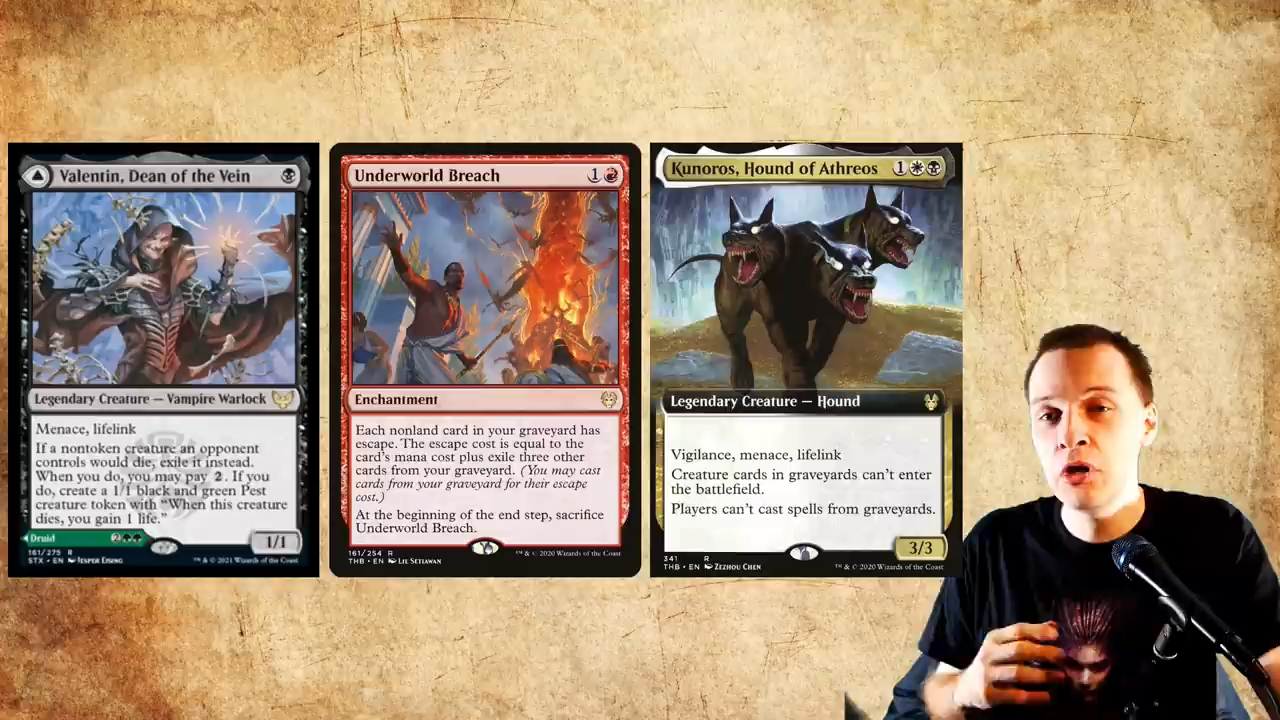 Valentin, Dean of the Vein
Legendary Creature — Vampire Warlock
Menace, lifelink
If a nontoken creature an opponent
controls would die, exile it instead.
When you do, you may pay 2. If you
do, create a 1/1 black and green Pest
creature token with “When this creature
dies, you gain 1 life.”
Druid 2
1/1
161/275 R
STX • EN Jesper Ejsing
™ & © 2021 Wizards of the Coast
Underworld Breach 1
Enchantment
Each nonland card in your graveyard has
escape. The escape cost is equal to the
card's mana cost plus exile three other
cards from your graveyard. (You may cast
cards from your graveyard for their escape
cost.)
At the beginning of the end step, sacrifice
Underworld Breach.
161/254 R
THB • EN Lie Setiawan
™ & © 2020 Wizards of the Coast
Kunoros, Hound of Athreos 1
Legendary Creature — Hound
Vigilance, menace, lifelink
Creature cards in graveyards can't enter
the battlefield.
Players can't cast spells from graveyards.
3/3
341 R
THB • EN Zezhou Chen
™ & © 2020 Wizards of the Coast